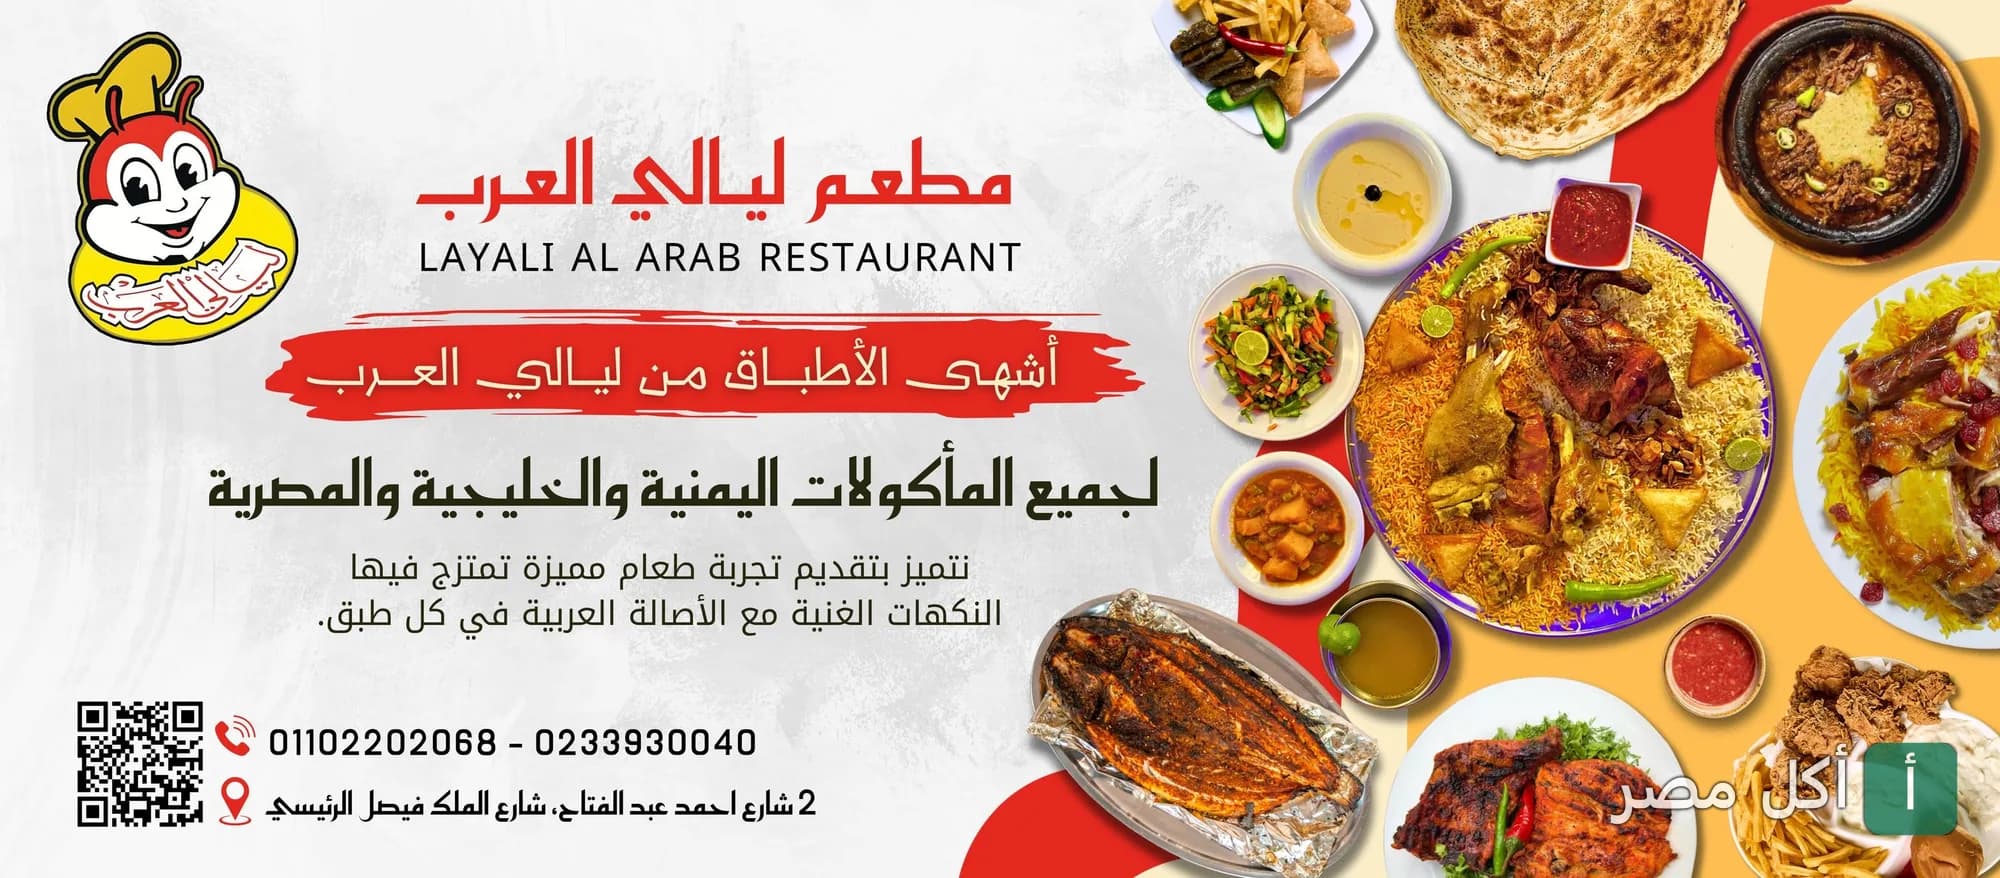 ليالي العرب
مطعم ليالي العرب
LAYALI AL ARAB RESTAURANT
أشهى الأطباق من ليالي العرب
لجميع المأكولات اليمنية والخليجية والمصرية
نتميز بتقديم تجربة طعام مميزة تمتزج فيها
النكهات الغنية مع الأصالة العربية في كل طبق.
01102202068 - 0233930040
2 شارع احمد عبد الفتاح، شارع الملك فيصل الرئيسي
أ أكل مصر